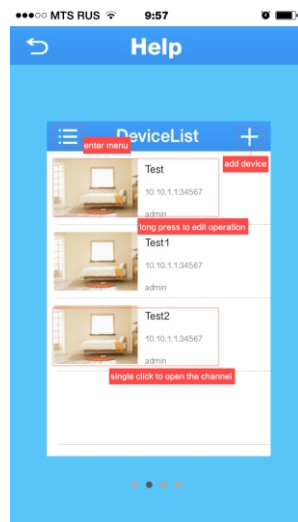 MTS RUS 9:57
Help
DeviceList
enter menu
add device
Test
10.10.1.1:34567
admin
long press to edit operation
Test1
10.10.1.1:34567
admin
Test2
10.10.1.1:34567
admin
single click to open the channel